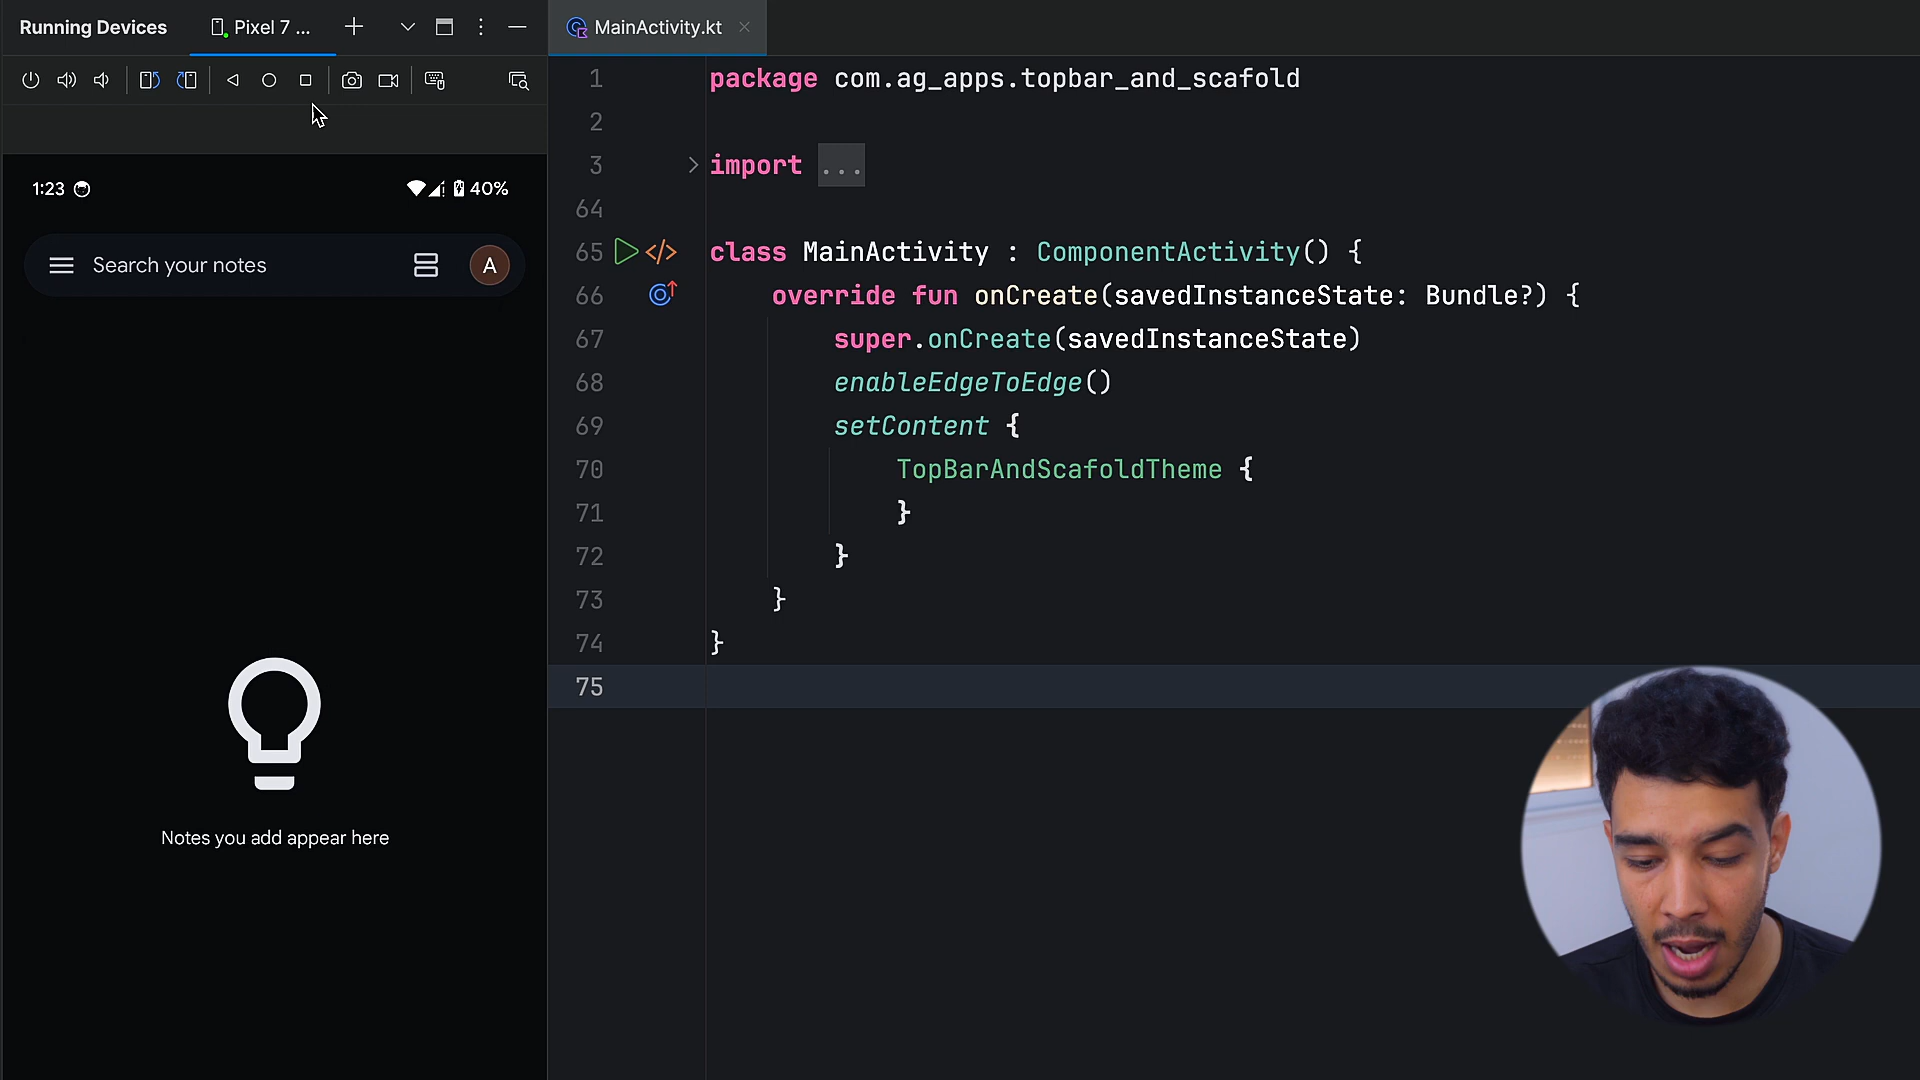 Running Devices
Pixel 7 ...
1:23
40%
Search your notes
A
Notes you add appear here
MainActivity.kt
1 package com.ag_apps.topbar_and_scafold
2
3 import ...
64
65 class MainActivity : ComponentActivity() {
66 override fun onCreate(savedInstanceState: Bundle?) {
67 super.onCreate(savedInstanceState)
68 enableEdgeToEdge()
69 setContent {
70 TopBarAndScafoldTheme {
71 }
72 }
73 }
74 }
75